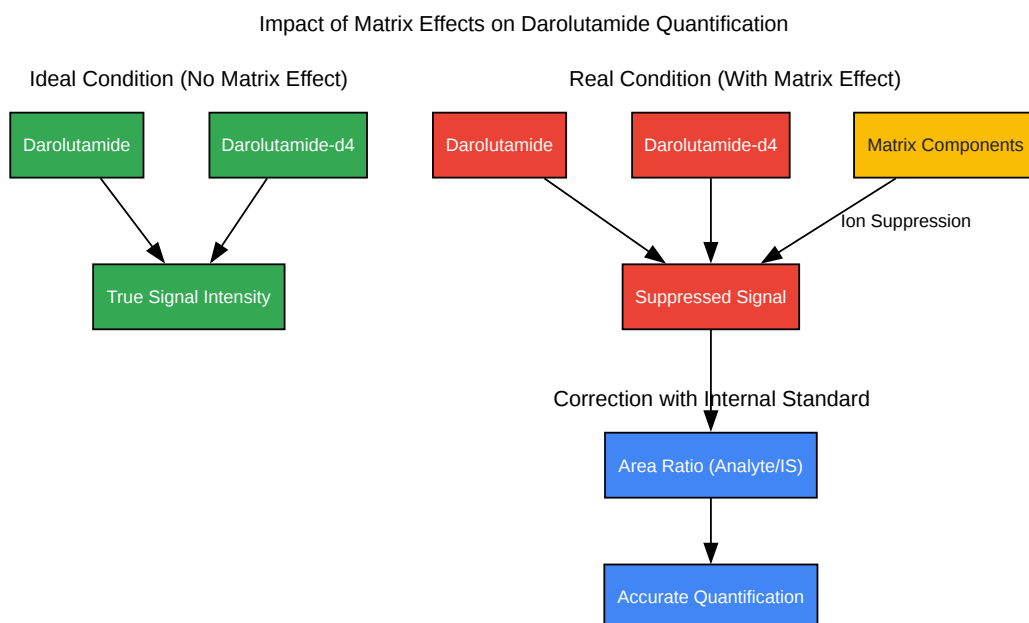 Impact of Matrix Effects on Darolutamide Quantification
Ideal Condition (No Matrix Effect)
Real Condition (With Matrix Effect)
Darolutamide
Darolutamide-d4
Darolutamide
Darolutamide-d4
Matrix Components
Ion Suppression
True Signal Intensity
Suppressed Signal
Correction with Internal Standard
Area Ratio (Analyte/IS)
Accurate Quantification